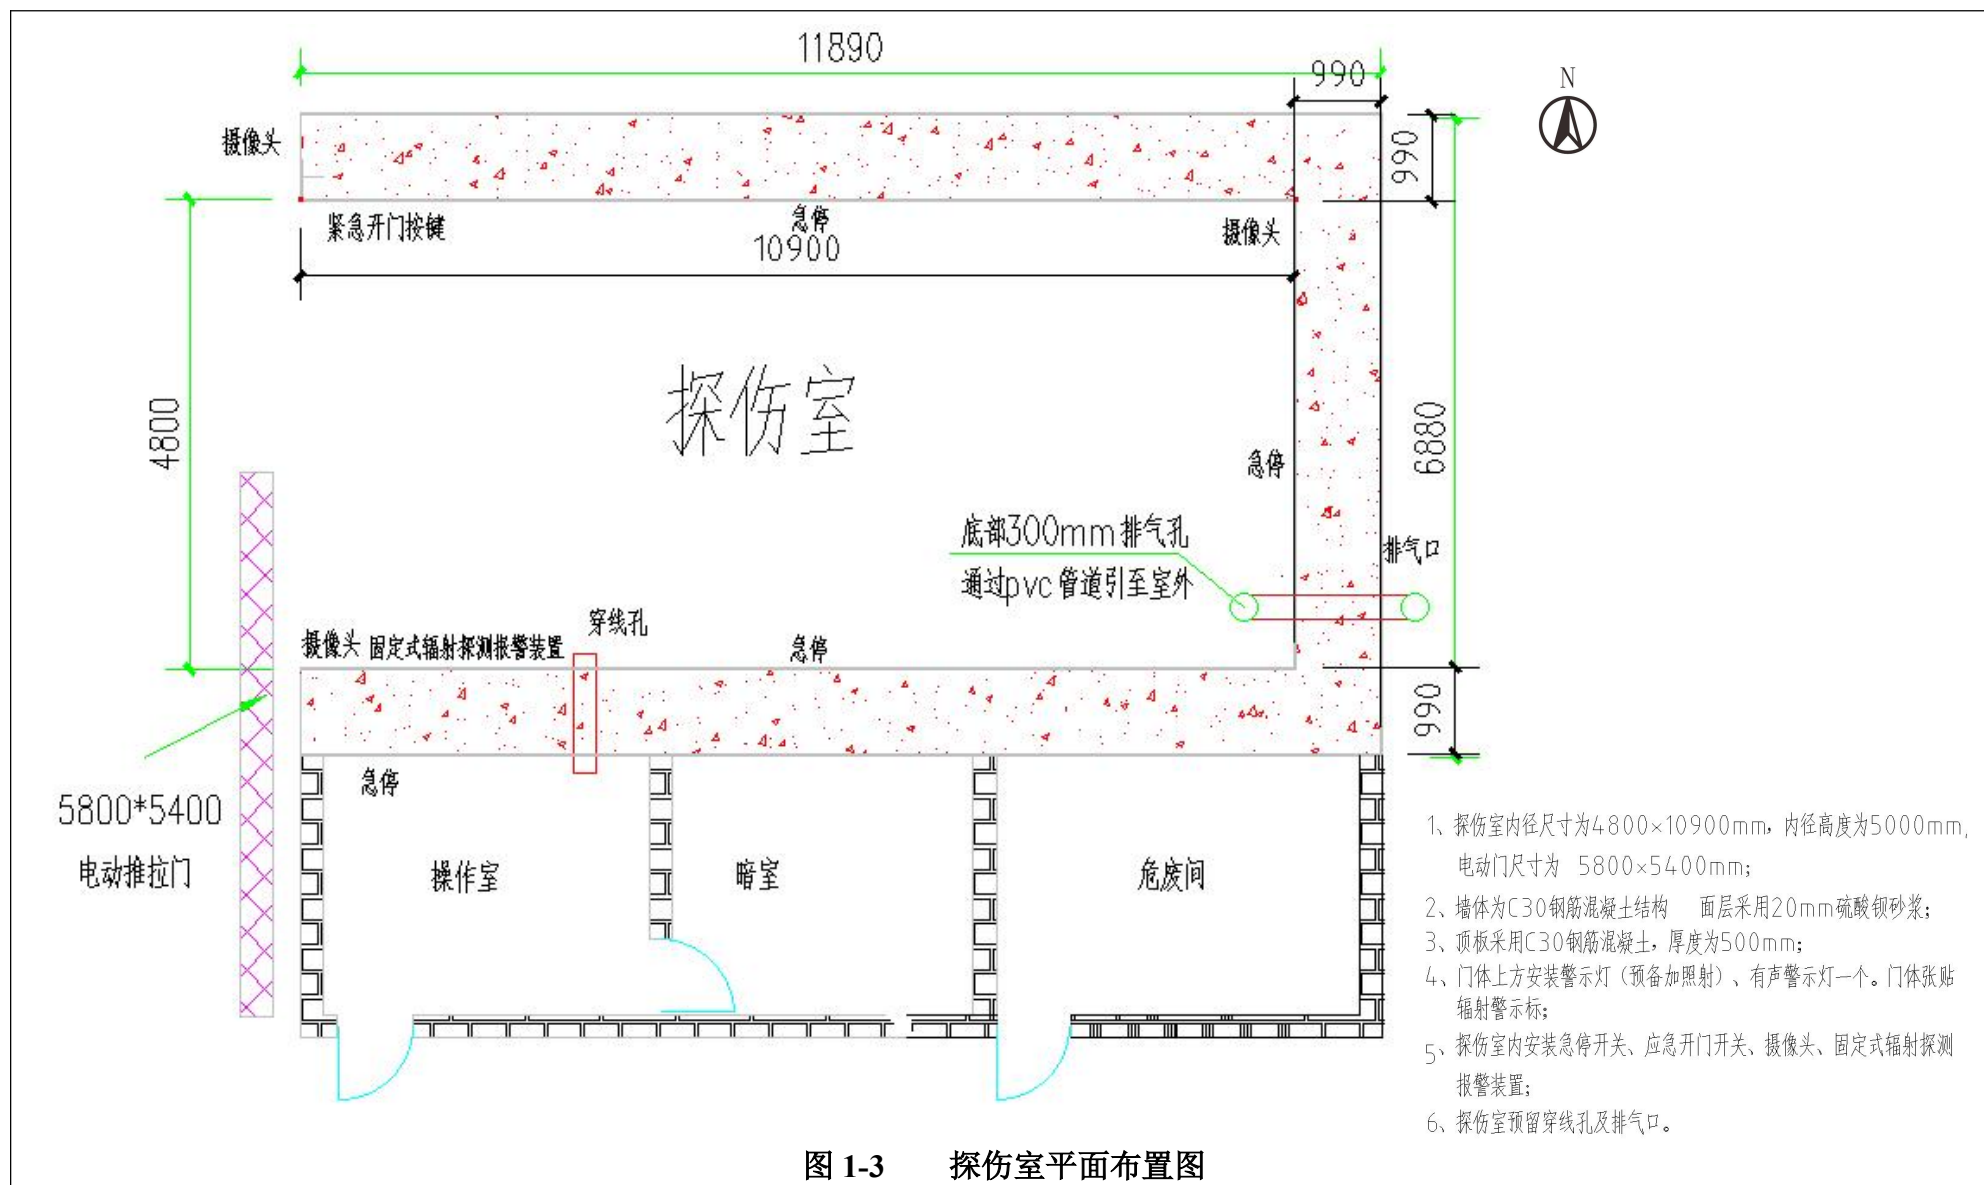 11890
990
N
摄像头
990
紧急开门按键
急停
摄像头
10900
探伤室
4800
6880
急停
底部300mm排气孔
通过pvc管道引至室外
排气口
穿线孔
摄像头
固定式辐射探测报警装置
急停
990
急停
5800*5400
电动推拉门
操作室
暗室
危废间
1、探伤室内径尺寸为4800×10900mm，内径高度为5000mm,
电动门尺寸为 5800×5400mm；
2、墙体为C30钢筋混凝土结构 面层采用20mm硫酸钡砂浆；
3、顶板采用C30钢筋混凝土，厚度为500mm；
4、门体上方安装警示灯（预备加照射）、有声警示灯一个。门体张贴
辐射警示标；
5、探伤室内安装急停开关、应急开门开关、摄像头、固定式辐射探测
报警装置；
6、探伤室预留穿线孔及排气口。
图 1-3 探伤室平面布置图